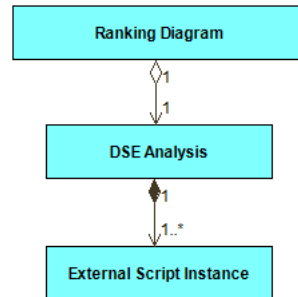 Ranking Diagram
1
1
DSE Analysis
1
1..*
External Script Instance